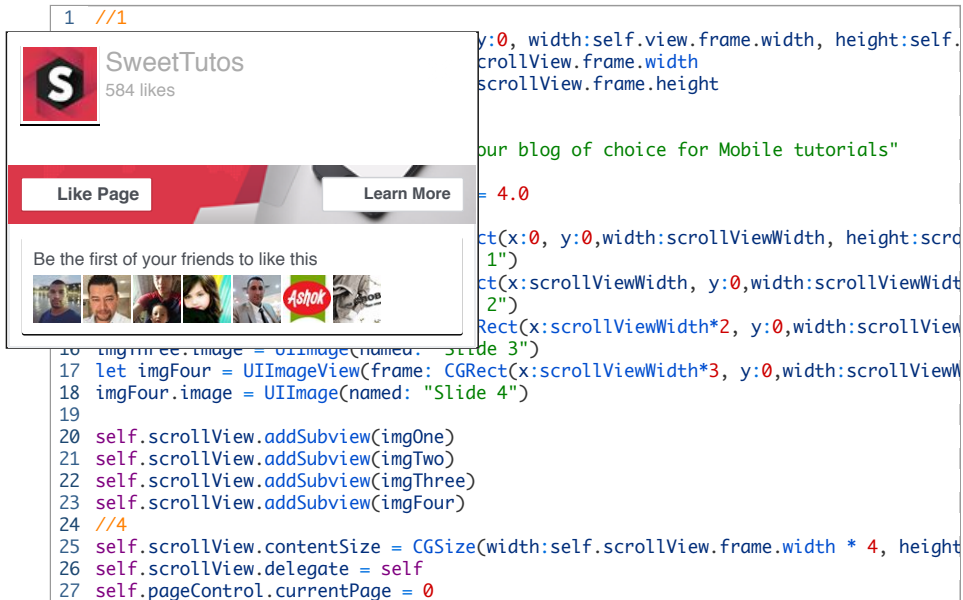 1 //1
y:0, width:self.view.frame.width, height:self.
crollView.frame.width
scrollView.frame.height
our blog of choice for Mobile tutorials"
= 4.0
ct(x:0, y:0,width:scrollViewWidth, height:scro
1")
ct(x:scrollViewWidth, y:0,width:scrollViewWidt
2")
Rect(x:scrollViewWidth*2, y:0,width:scrollView
SweetTutos
584 likes
Like Page
Learn More
Be the first of your friends to like this
Ashok
16 imgThree.image = UIImage(named: "Slide 3")
17 let imgFour = UIImageView(frame: CGRect(x:scrollViewWidth*3, y:0,width:scrollViewW
18 imgFour.image = UIImage(named: "Slide 4")
19
20 self.scrollView.addSubview(imgOne)
21 self.scrollView.addSubview(imgTwo)
22 self.scrollView.addSubview(imgThree)
23 self.scrollView.addSubview(imgFour)
24 //4
25 self.scrollView.contentSize = CGSize(width:self.scrollView.frame.width * 4, height
26 self.scrollView.delegate = self
27 self.pageControl.currentPage = 0